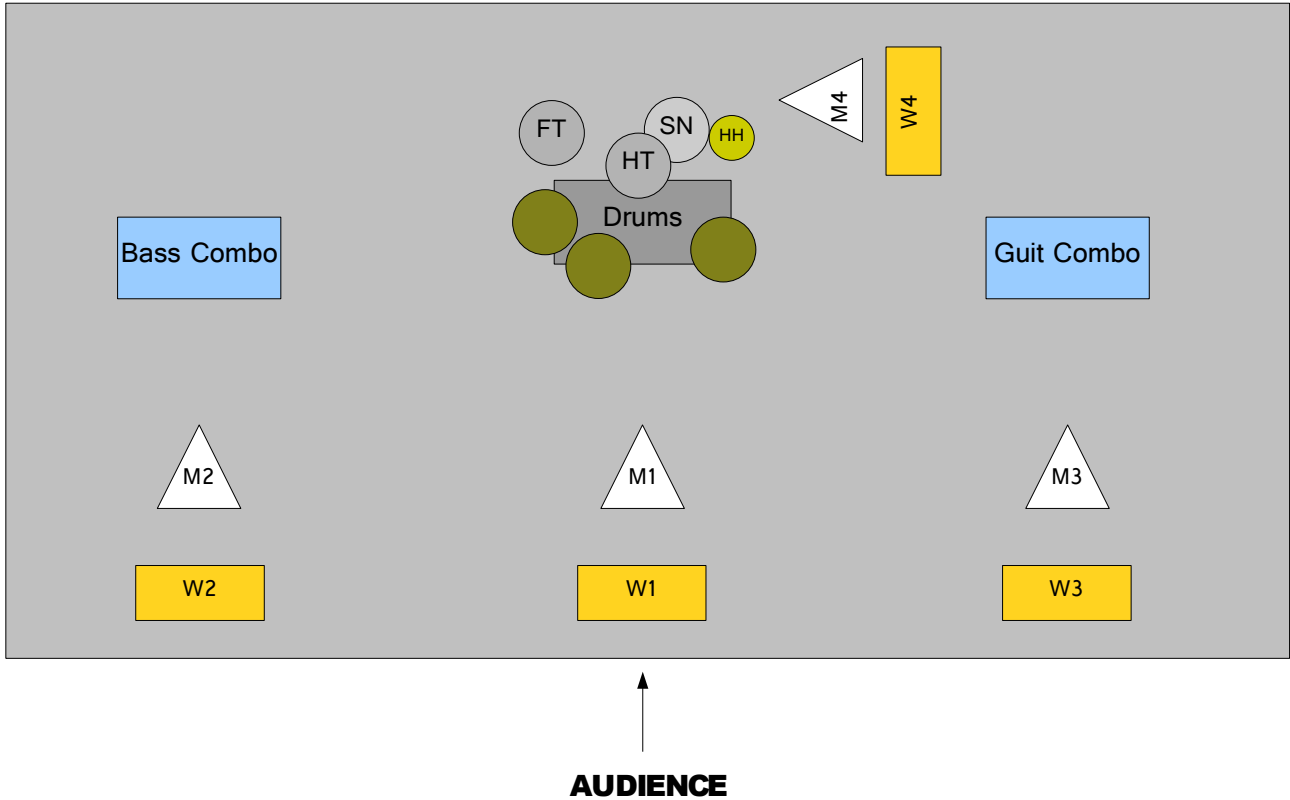 M4
W4
FT
SN
HH
HT
Drums
Bass Combo
Guit Combo
M2
M1
M3
W2
W1
W3
AUDIENCE